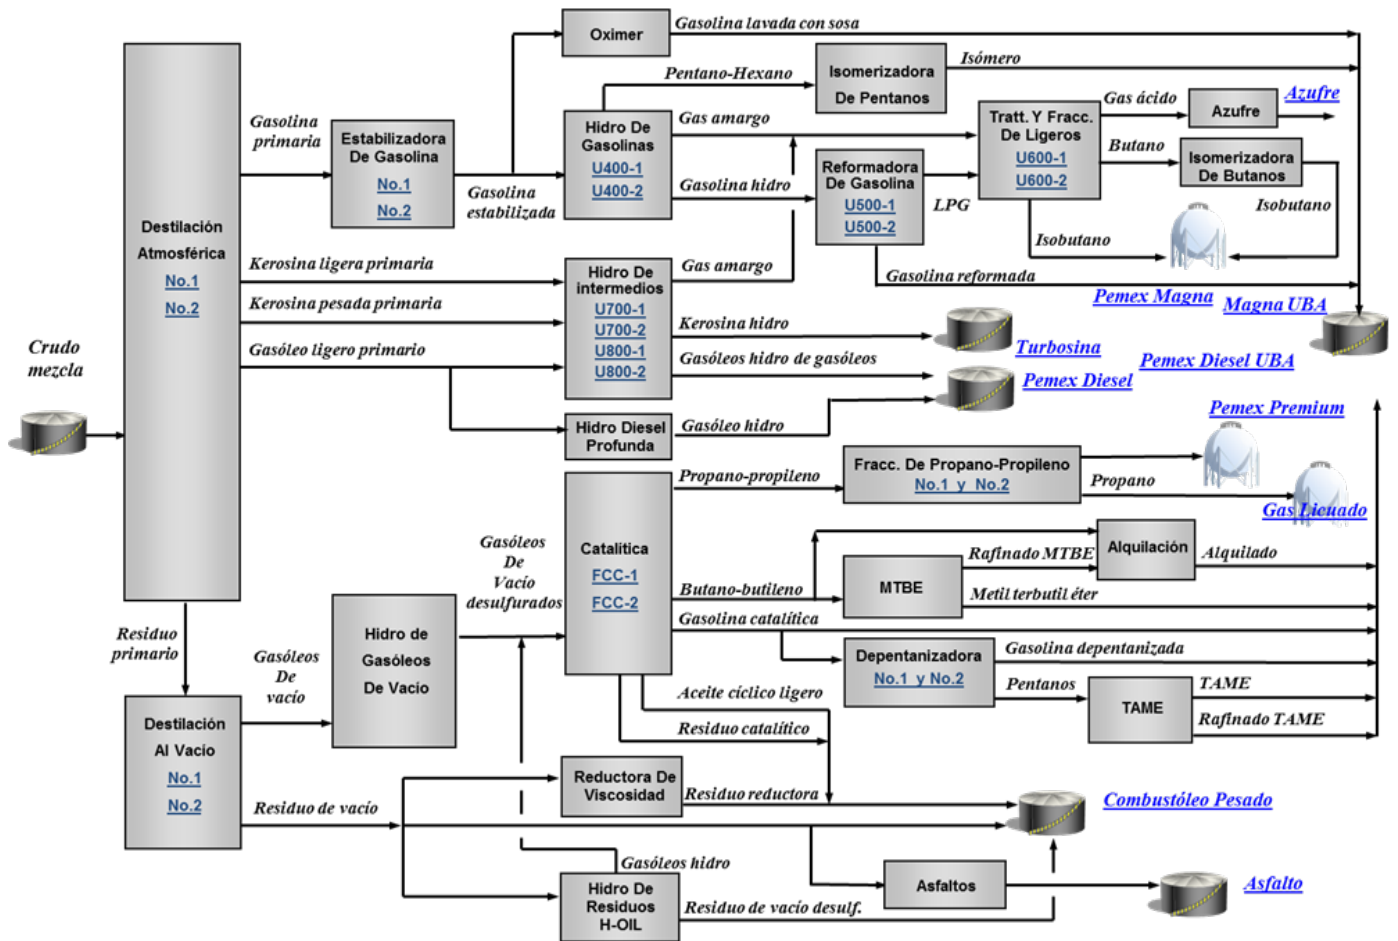 Oximer
Gasolina lavada con sosa
Pentano-Hexano
Isomerizadora
De Pentanos
Isómero
Gasolina
primaria
Estabilizadora
De Gasolina
No.1
No.2
Gasolina
estabilizada
Hidro De
Gasolinas
U400-1
U400-2
Gas amargo
Gasolina hidro
Reformadora
De Gasolina
U500-1
U500-2
LPG
Tratt. Y Fracc.
De Ligeros
U600-1
U600-2
Gas ácido
Azufre
Azufre
Butano
Isomerizadora
De Butanos
Isobutano
Isobutano
Gasolina reformada
Pemex Magna
Magna UBA
Destilación
Atmosférica
No.1
No.2
Kerosina ligera primaria
Kerosina pesada primaria
Gasóleo ligero primario
Hidro De
intermedios
U700-1
U700-2
U800-1
U800-2
Gas amargo
Kerosina hidro
Gasóleos hidro de gasóleos
Turbosina
Pemex Diesel UBA
Pemex Diesel
Crudo
mezcla
Hidro Diesel
Profunda
Gasóleo hidro
Pemex Premium
Propano-propileno
Fracc. De Propano-Propileno
No.1 y No.2
Propano
Gas Licuado
Gasóleos
De
Vacío
desulfurados
Catalítica
FCC-1
FCC-2
Butano-butileno
MTBE
Rafinado MTBE
Alquilación
Alquilado
Metil terbutil éter
Gasolina catalítica
Depentanizadora
No.1 y No.2
Gasolina depentanizada
Pentanos
TAME
TAME
Rafinado TAME
Residuo
primario
Gasóleos
De
vacío
Hidro de
Gasóleos
De Vacío
Aceite cíclico ligero
Residuo catalítico
Destilación
Al Vacío
No.1
No.2
Residuo de vacío
Reductora De
Viscosidad
Residuo reductora
Combustóleo Pesado
Gasóleos hidro
Hidro De
Residuos
H-OIL
Residuo de vacío desulf.
Asfaltos
Asfalto